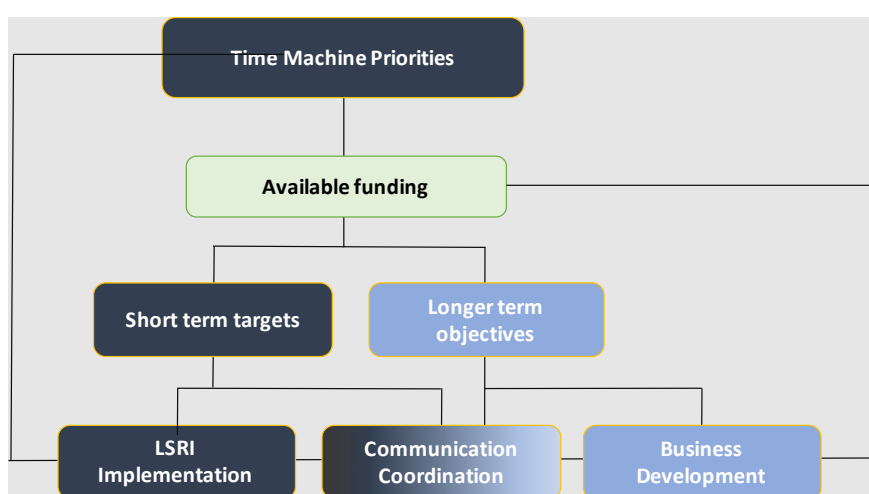 Time Machine Priorities
Available funding
Short term targets
Longer term
objectives
LSRI
Implementation
Communication
Coordination
Business
Development